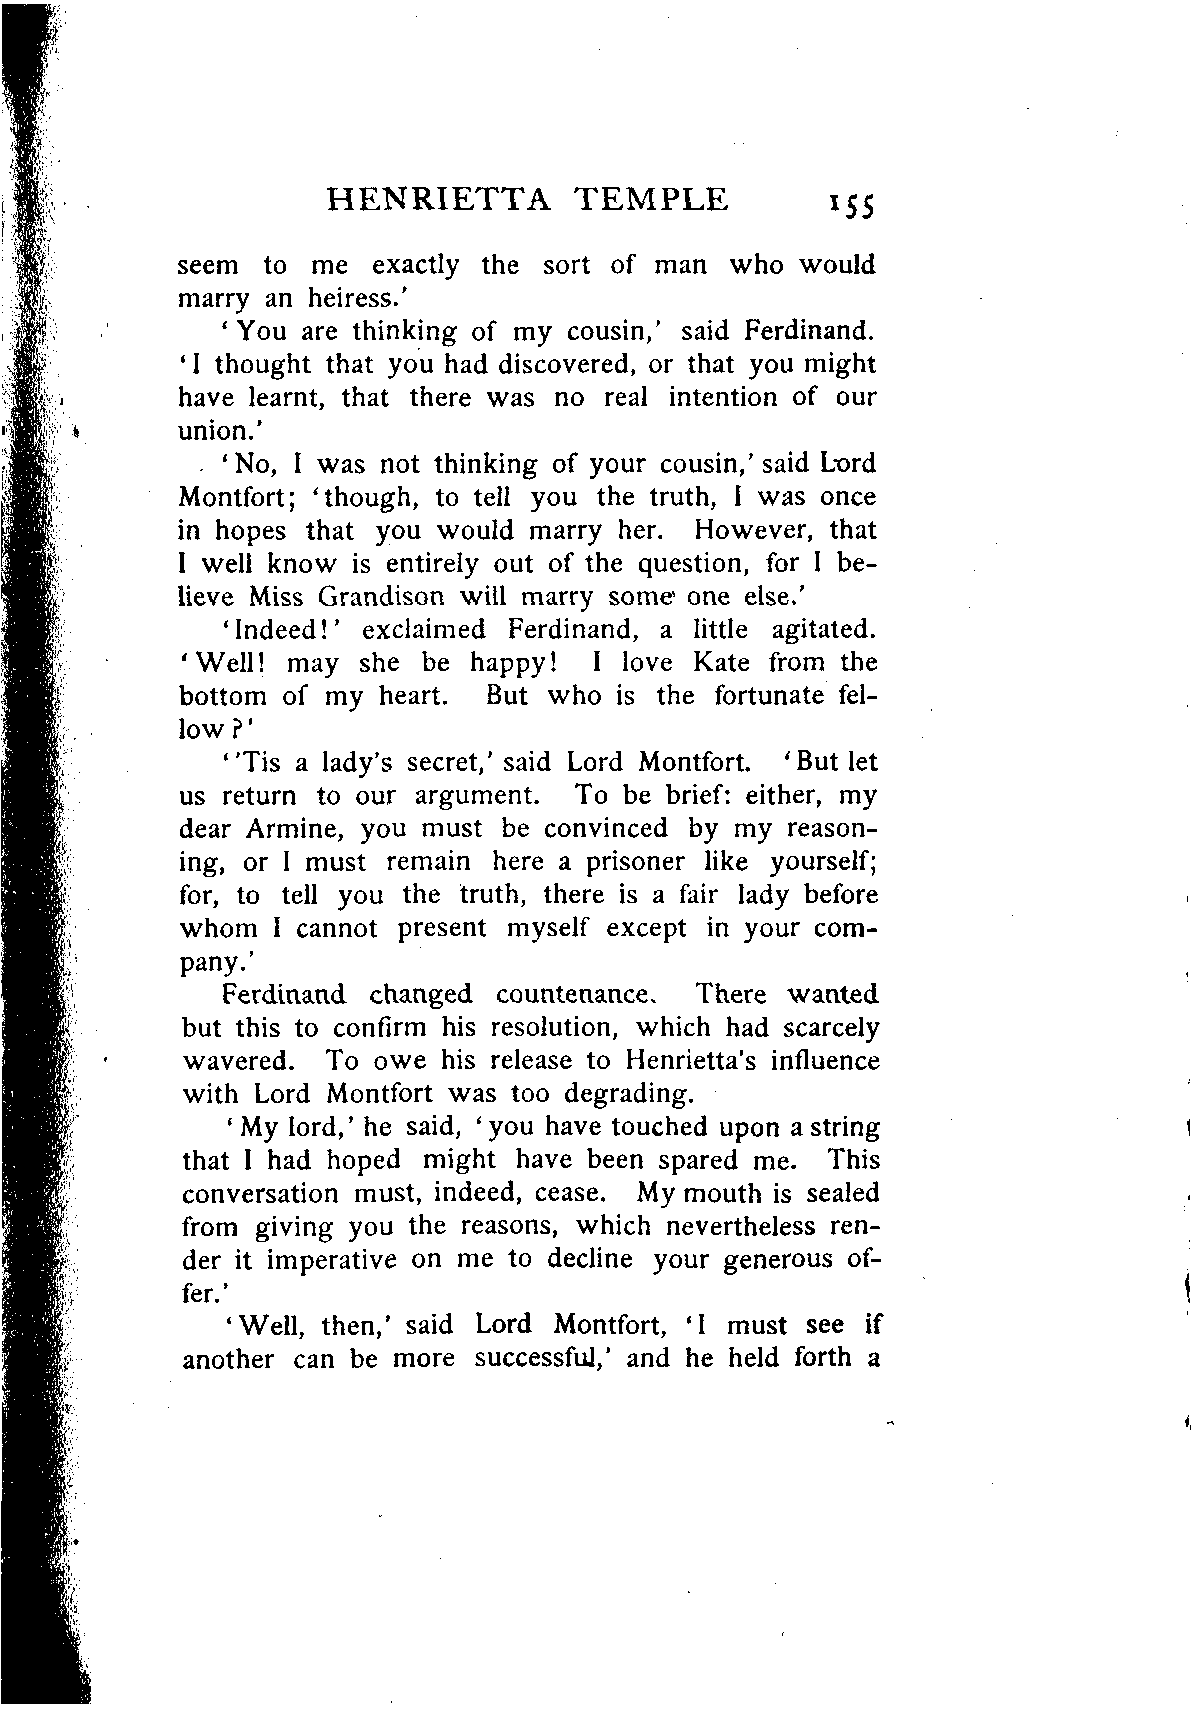 HENRIETTA TEMPLE 155
seem to me exactly the sort of man who would
marry an heiress.'
‘You are thinking of my cousin,’ said Ferdinand.
‘I thought that you had discovered, or that you might
have learnt, that there was no real intention of our
union.’
‘No, I was not thinking of your cousin,’ said Lord
Montfort; ‘though, to tell you the truth, I was once
in hopes that you would marry her. However, that
I well know is entirely out of the question, for I be-
lieve Miss Grandison will marry some one else.’
‘Indeed!’ exclaimed Ferdinand, a little agitated.
‘Well! may she be happy! I love Kate from the
bottom of my heart. But who is the fortunate fel-
low?’
‘’Tis a lady's secret,’ said Lord Montfort. ‘But let
us return to our argument. To be brief: either, my
dear Armine, you must be convinced by my reason-
ing, or I must remain here a prisoner like yourself;
for, to tell you the truth, there is a fair lady before
whom I cannot present myself except in your com-
pany.’
Ferdinand changed countenance. There wanted
but this to confirm his resolution, which had scarcely
wavered. To owe his release to Henrietta's influence
with Lord Montfort was too degrading.
‘My lord,’ he said, ‘you have touched upon a string
that I had hoped might have been spared me. This
conversation must, indeed, cease. My mouth is sealed
from giving you the reasons, which nevertheless ren-
der it imperative on me to decline your generous of-
fer.’
‘Well, then,’ said Lord Montfort, ‘I must see if
another can be more successful,’ and he held forth a